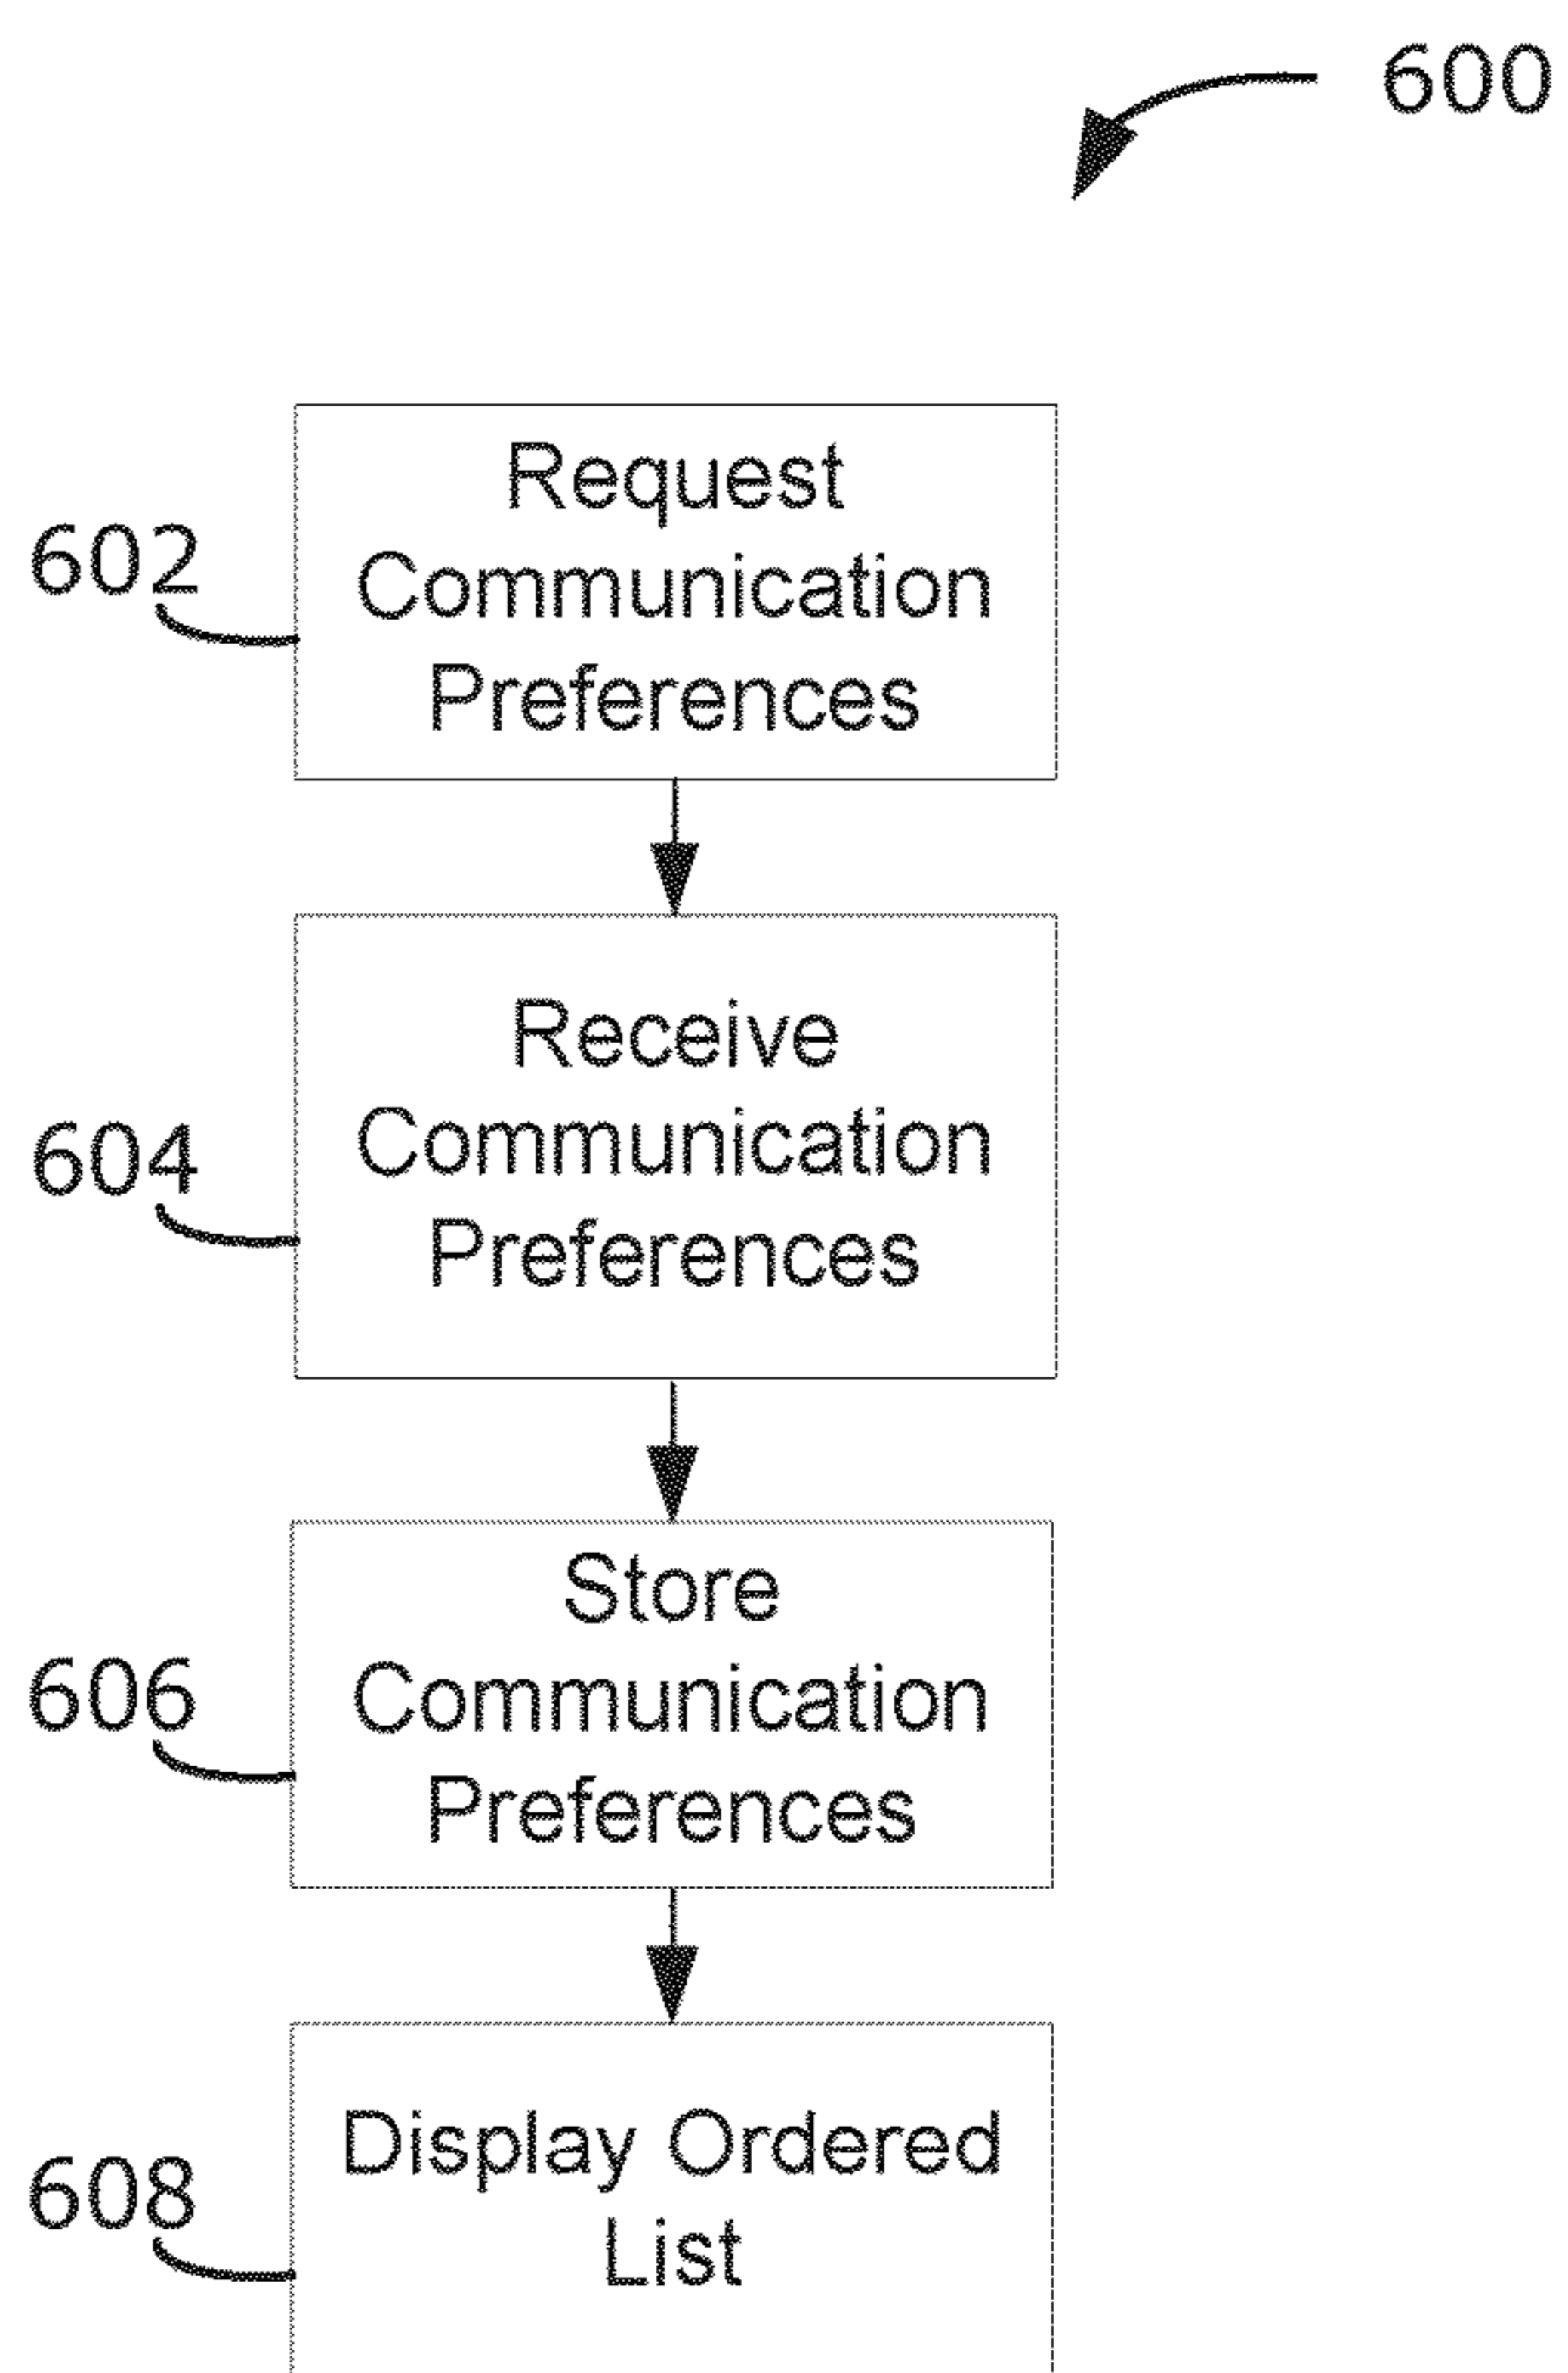 600
602
Request
Communication
Preferences
604
Receive
Communication
Preferences
606
Store
Communication
Preferences
608
Display Ordered
List